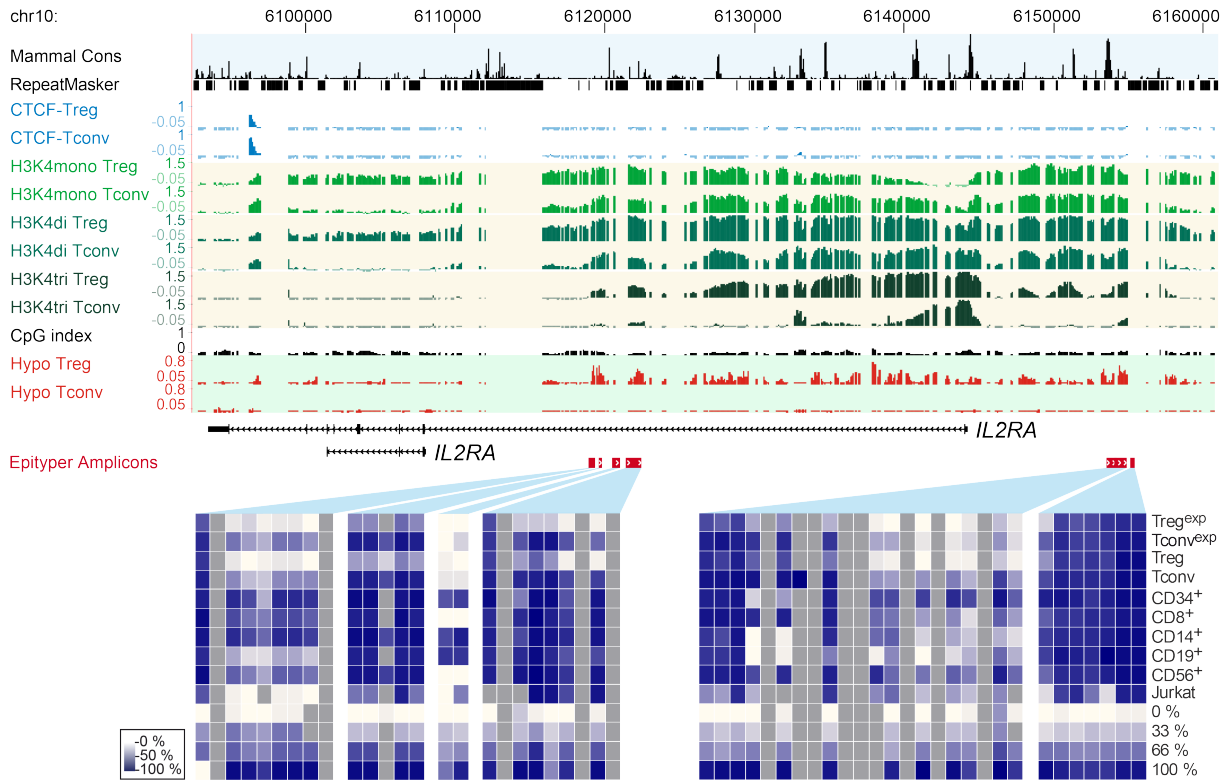 chr10: 6100000 6110000 6120000 6130000 6140000 6150000 6160000
Mammal Cons
RepeatMasker
CTCF-Treg 1 -0.05
CTCF-Tconv 1 -0.05
H3K4mono Treg 1.5 -0.05
H3K4mono Tconv 1.5 -0.05
H3K4di Treg 1.5 -0.05
H3K4di Tconv 1.5 -0.05
H3K4tri Treg 1.5 -0.05
H3K4tri Tconv 1.5 -0.05
CpG index 1 0
Hypo Treg 0.8 0.05
Hypo Tconv 0.8 0.05
IL2RA
IL2RA
Epityper Amplicons
Tregexp
Tconvexp
Treg
Tconv
CD34+
CD8+
CD14+
CD19+
CD56+
Jurkat
0 %
33 %
66 %
100 %
-0 %
-50 %
-100 %